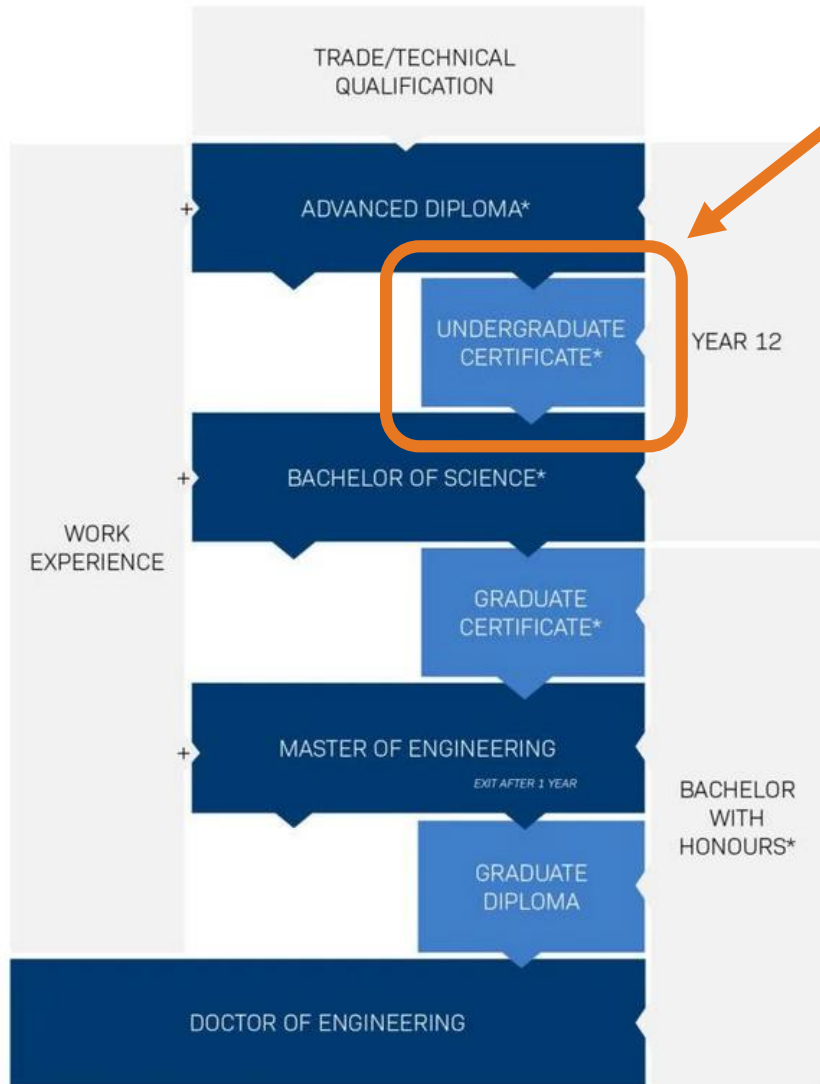 TRADE/TECHNICAL
QUALIFICATION
+
ADVANCED DIPLOMA*
UNDERGRADUATE
CERTIFICATE*
YEAR 12
+
BACHELOR OF SCIENCE*
WORK
EXPERIENCE
GRADUATE
CERTIFICATE*
+
MASTER OF ENGINEERING
EXIT AFTER 1 YEAR
BACHELOR
WITH
HONOURS*
GRADUATE
DIPLOMA
DOCTOR OF ENGINEERING